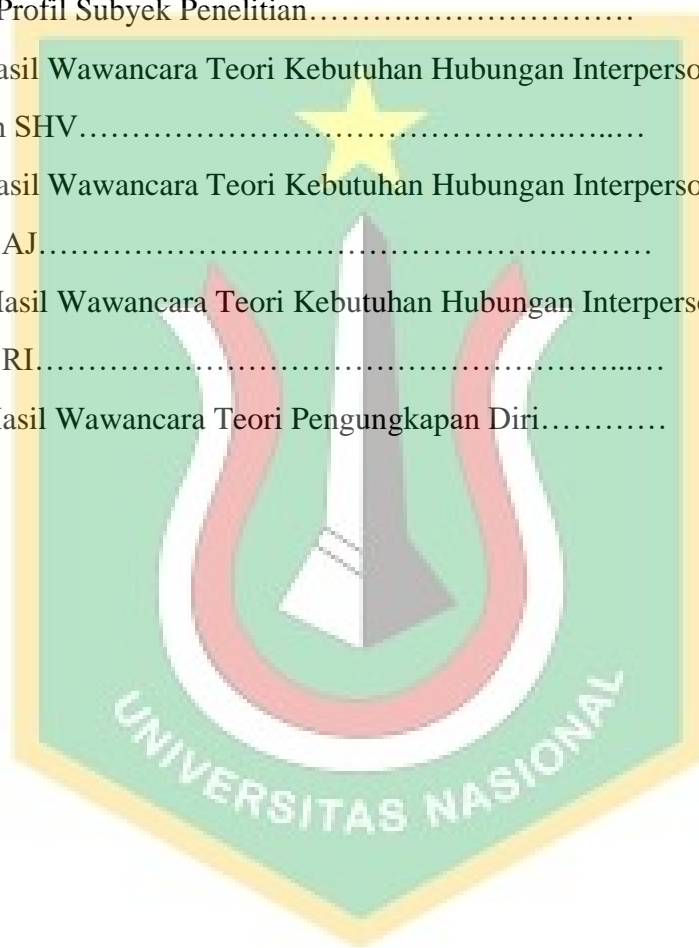 Profil Subyek Penelitian……….…………………
asil Wawancara Teori Kebutuhan Hubungan Interperso
n SHV……………………………………….…..…
asil Wawancara Teori Kebutuhan Hubungan Interperso
AJ………………………………………….………
Hasil Wawancara Teori Kebutuhan Hubungan Interperso
RI………………………………………………...…
Hasil Wawancara Teori Pengungkapan Diri…………
UNIVERSITAS NASIONAL